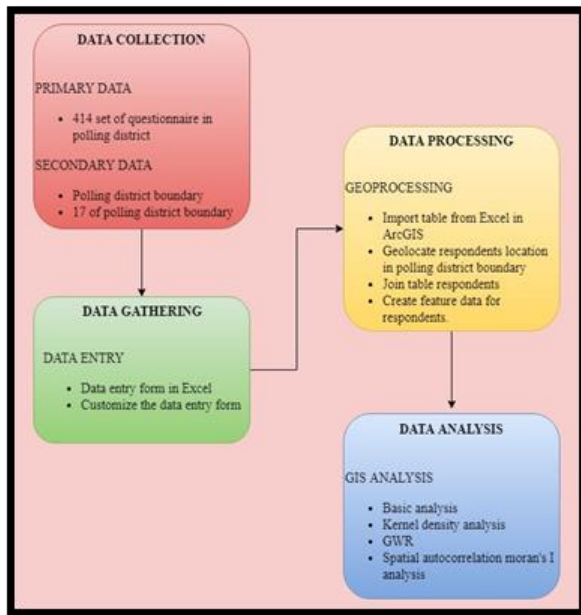 DATA COLLECTION
PRIMARY DATA
• 414 set of questionnaire in
polling district
SECONDARY DATA
• Polling district boundary
• 17 of polling district boundary
DATA GATHERING
DATA ENTRY
• Data entry form in Excel
• Customize the data entry form
DATA PROCESSING
GEOPROCESSING
• Import table from Excel in
ArcGIS
• Geolocate respondents location
in polling district boundary
• Join table respondents
• Create feature data for
respondents.
DATA ANALYSIS
GIS ANALYSIS
• Basic analysis
• Kernel density analysis
• GWR
• Spatial autocorrelation moran's I
analysis